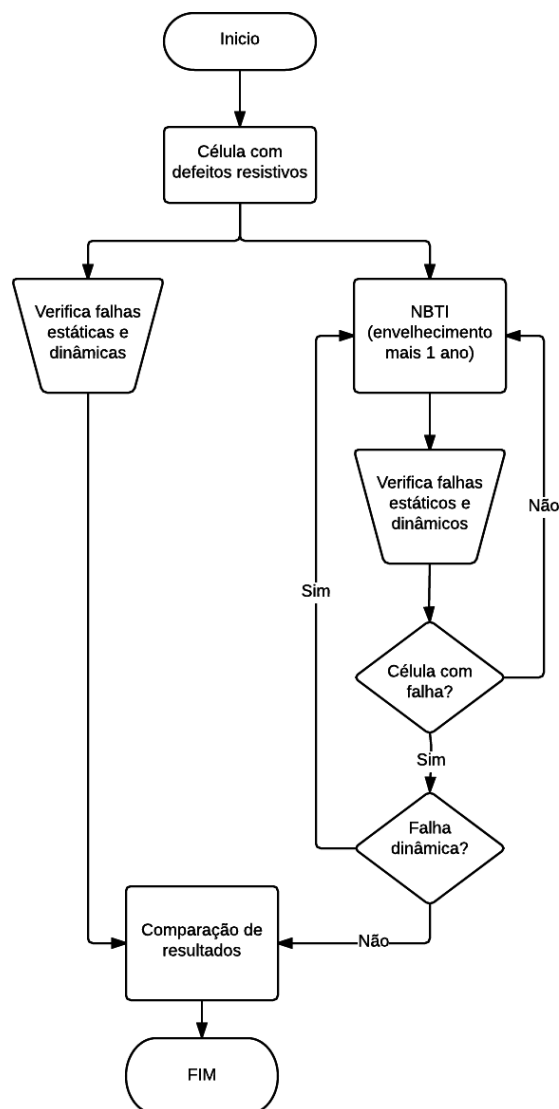 Inicio
Célula com
defeitos resistivos
Verifica falhas
estáticas e
dinâmicas
NBTI
(envelhecimento
mais 1 ano)
Verifica falhas
estáticos e
dinâmicos
Não
Sim
Célula com
falha?
Sim
Falha
dinâmica?
Comparação de
resultados
Não
FIM